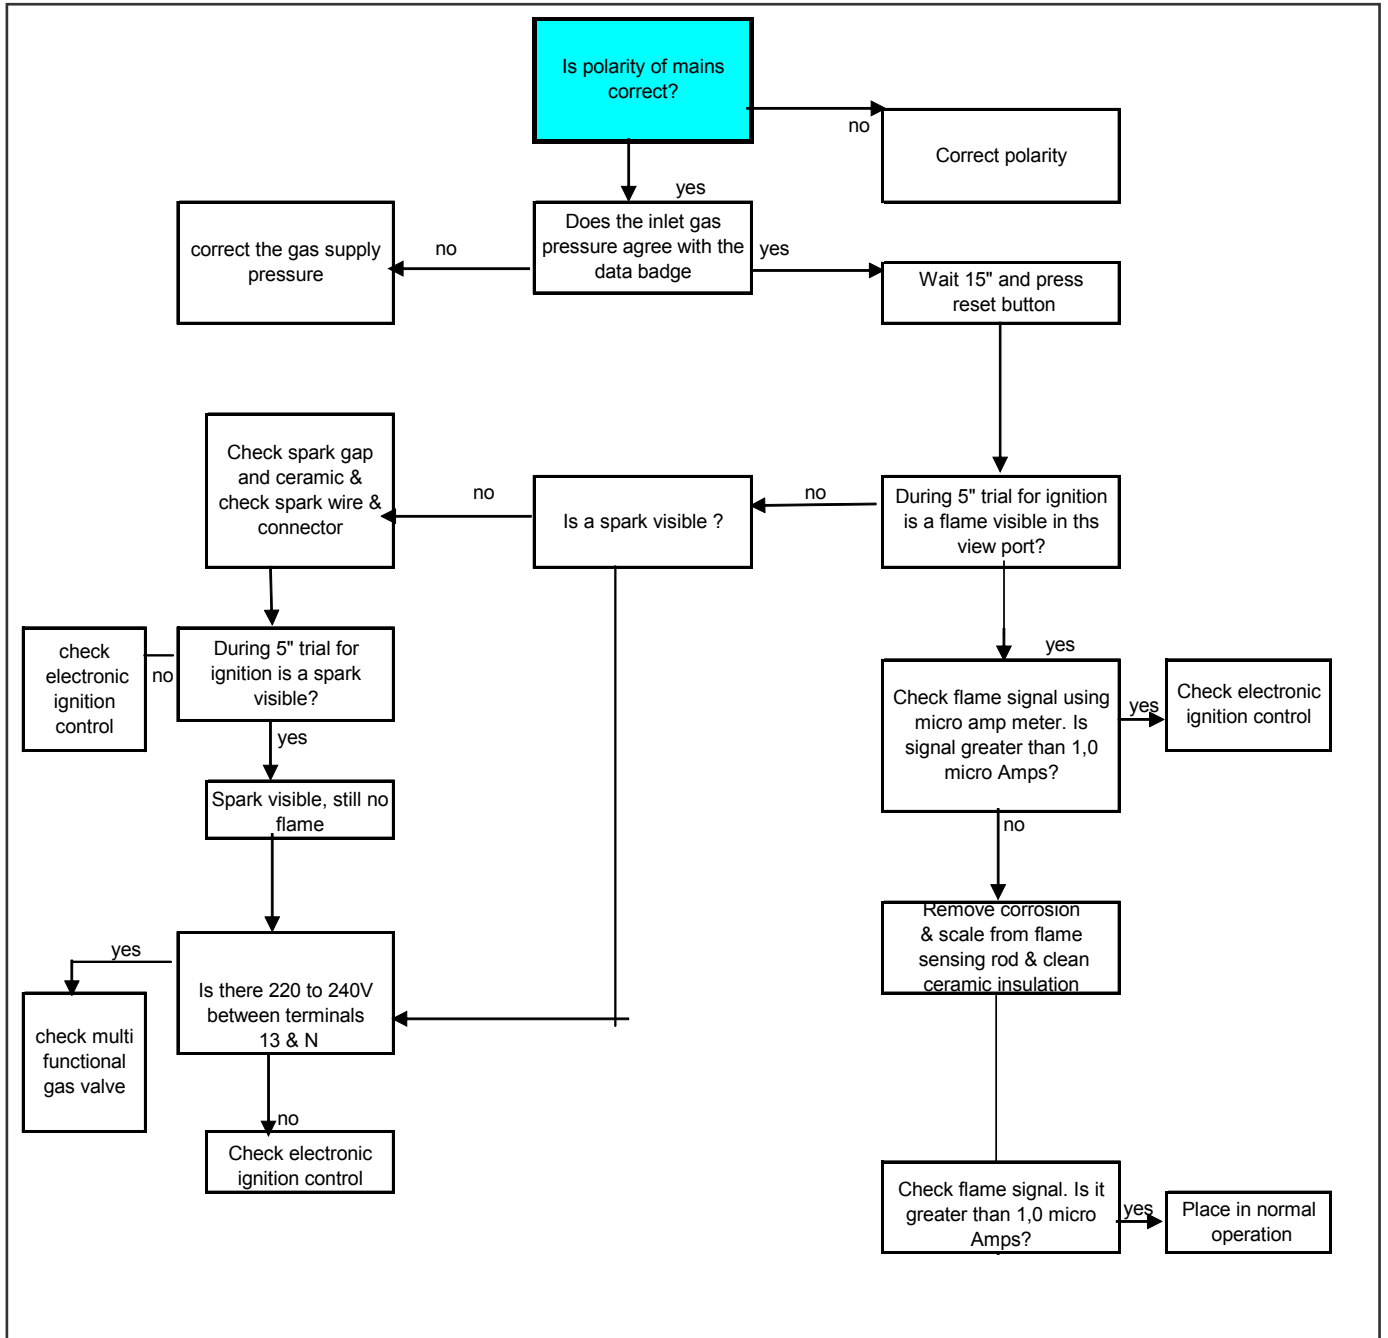 Is polarity of mains
correct?
no
Correct polarity
yes
correct the gas supply
pressure
no
Does the inlet gas
pressure agree with the
data badge
yes
Wait 15" and press
reset button
Check spark gap
and ceramic &
check spark wire &
connector
no
Is a spark visible ?
no
During 5" trial for ignition
is a flame visible in ths
view port?
check
electronic
ignition
control
no
During 5" trial for
ignition is a spark
visible?
yes
Check flame signal using
micro amp meter. Is
signal greater than 1,0
micro Amps?
yes
Check electronic
ignition control
yes
Spark visible, still no
flame
no
Remove corrosion
& scale from flame
sensing rod & clean
ceramic insulation
yes
Is there 220 to 240V
between terminals
13 & N
check multi
functional
gas valve
no
Check electronic
ignition control
Check flame signal. Is it
greater than 1,0 micro
Amps?
yes
Place in normal
operation